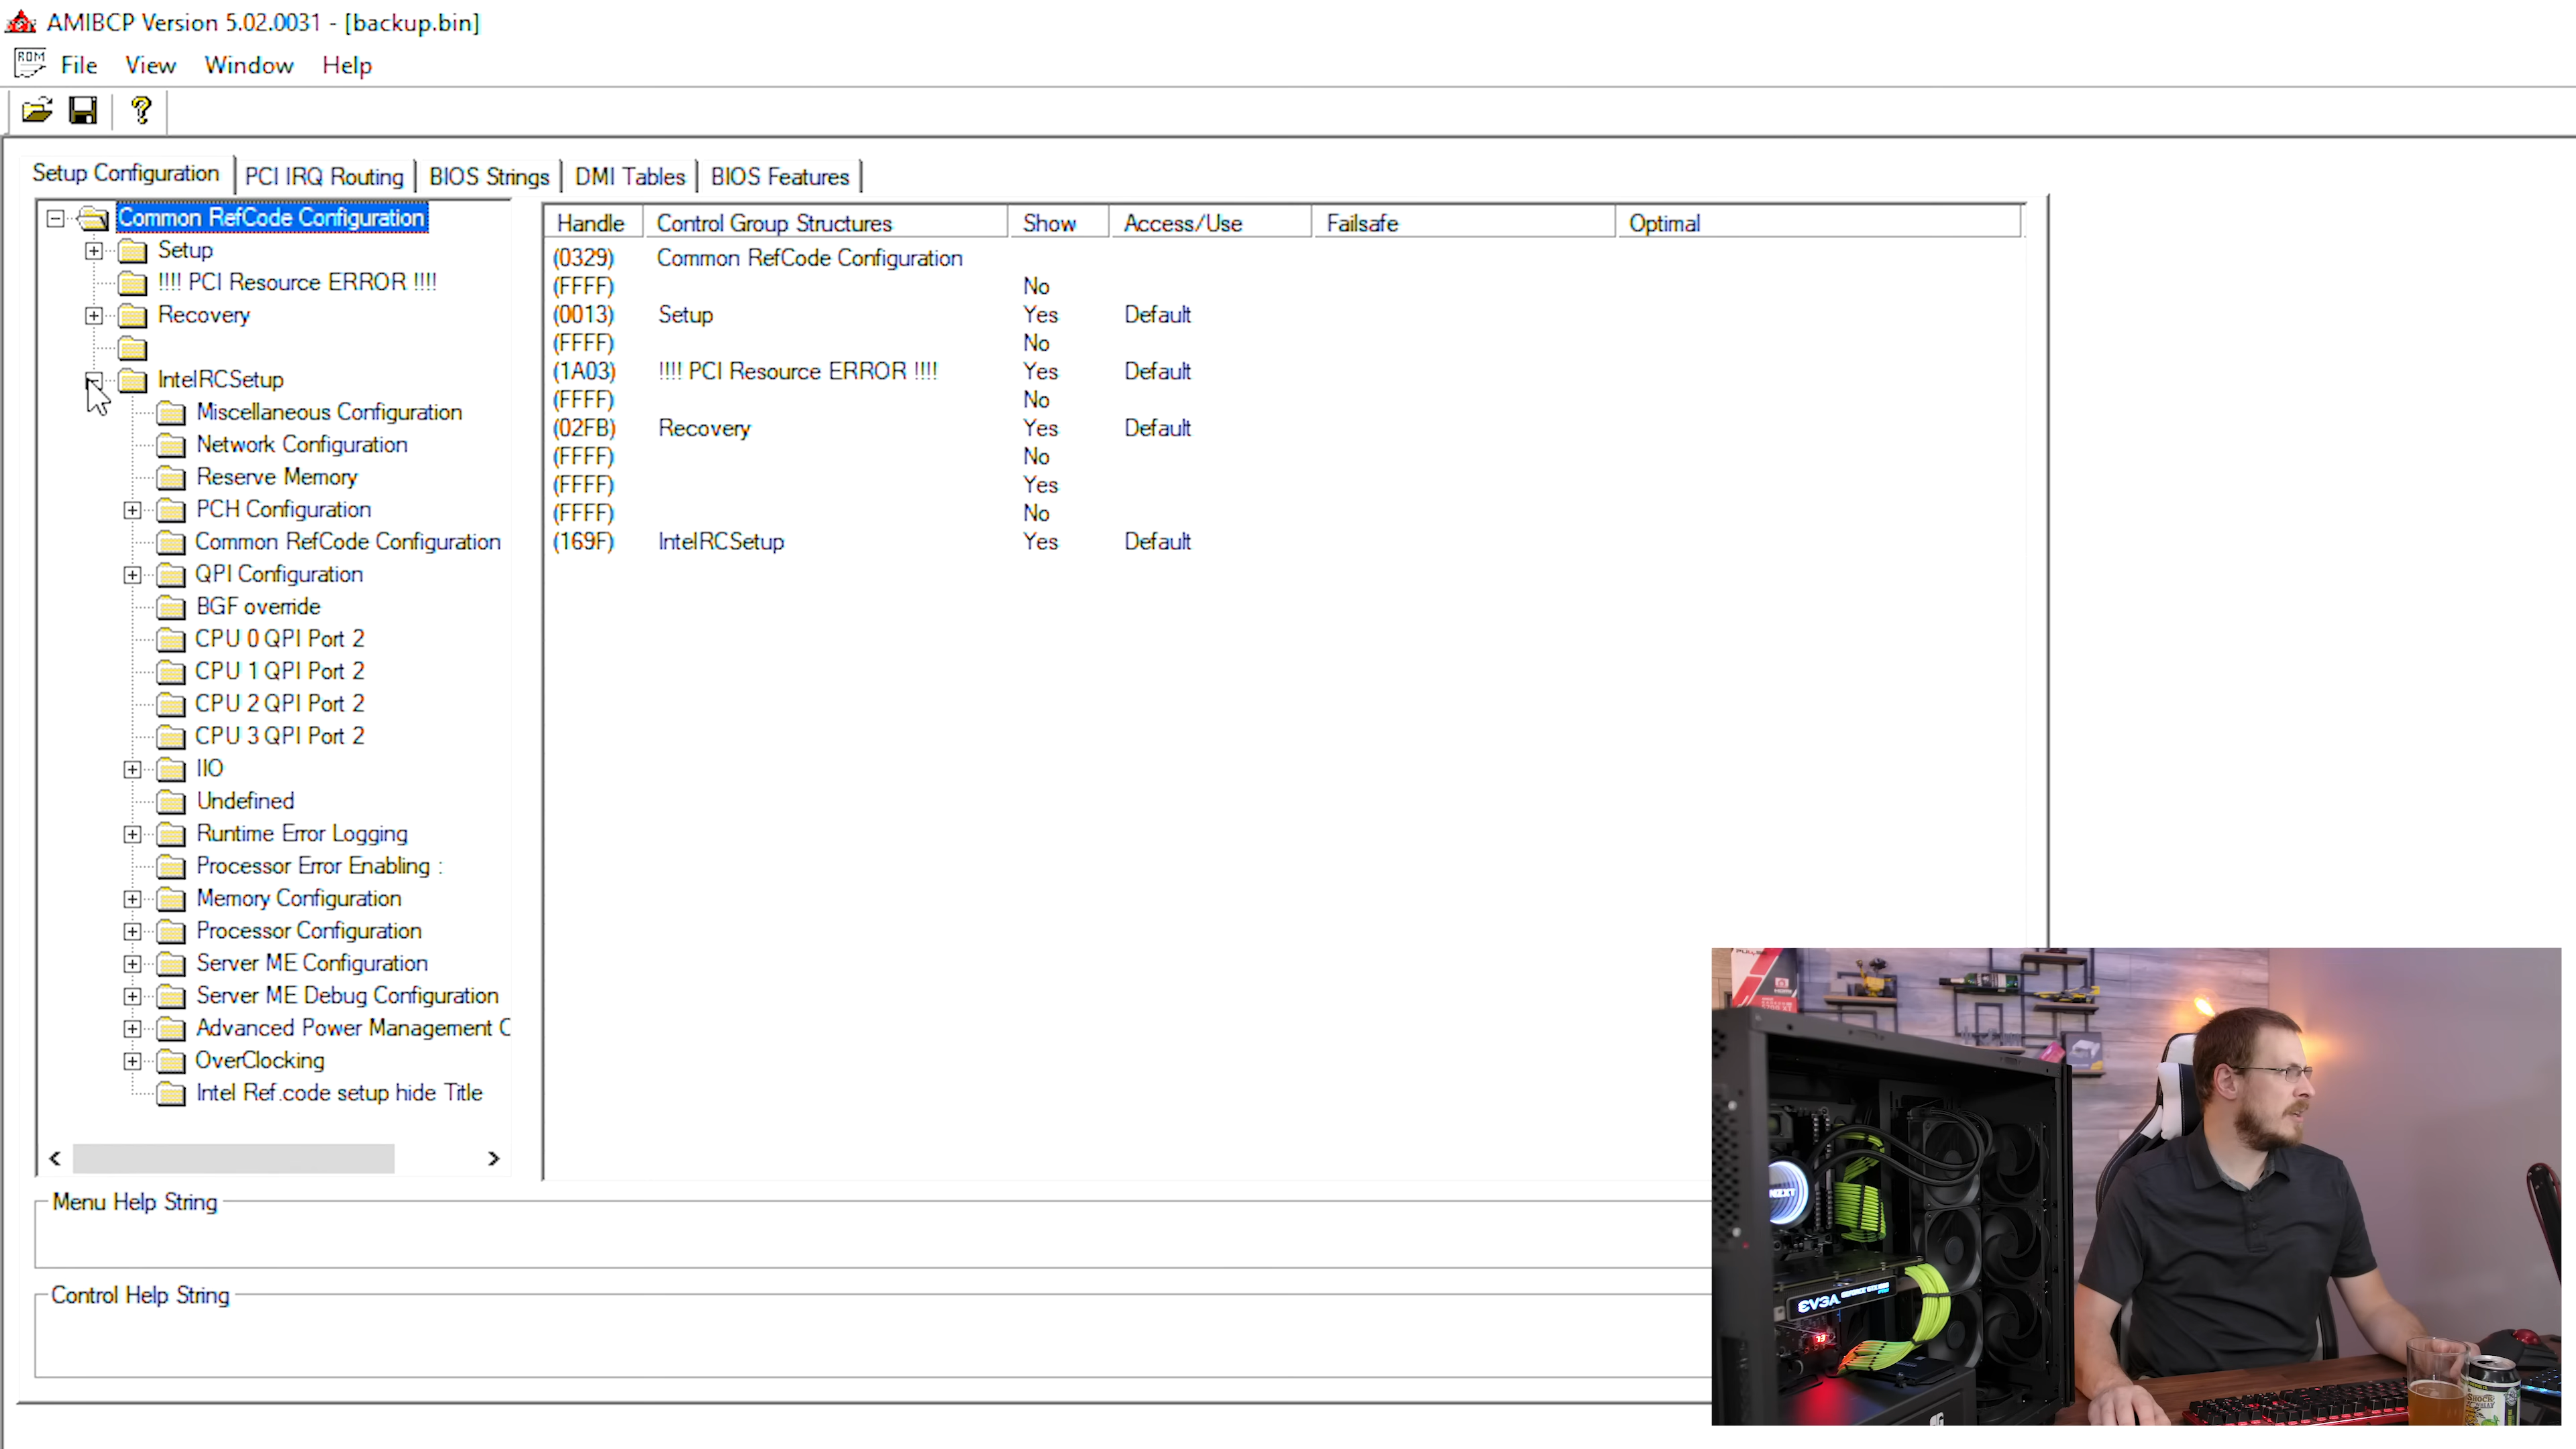 AMIBCP Version 5.02.0031 - [backup.bin]
ROM File View Window Help
Setup Configuration PCI IRQ Routing BIOS Strings DMI Tables BIOS Features
Common RefCode Configuration
Setup
!!!! PCI Resource ERROR !!!!
Recovery
IntelRCSetup
Miscellaneous Configuration
Network Configuration
Reserve Memory
PCH Configuration
Common RefCode Configuration
QPI Configuration
BGF override
CPU 0 QPI Port 2
CPU 1 QPI Port 2
CPU 2 QPI Port 2
CPU 3 QPI Port 2
IIO
Undefined
Runtime Error Logging
Processor Error Enabling :
Memory Configuration
Processor Configuration
Server ME Configuration
Server ME Debug Configuration
Advanced Power Management C
OverClocking
Intel Ref.code setup hide Title
Handle Control Group Structures Show Access/Use Failsafe Optimal
(0329) Common RefCode Configuration
(FFFF) No
(0013) Setup Yes Default
(FFFF) No
(1A03) !!!! PCI Resource ERROR !!!! Yes Default
(FFFF) No
(02FB) Recovery Yes Default
(FFFF) No
(FFFF) Yes
(FFFF) No
(169F) IntelRCSetup Yes Default
Menu Help String
Control Help String
NZXT
EVGA
73